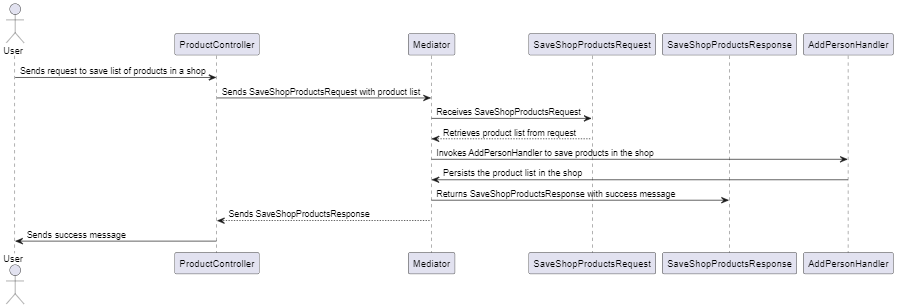 User
ProductController
Mediator
SaveShopProductsRequest
SaveShopProductsResponse
AddPersonHandler
Sends request to save list of products in a shop
Sends SaveShopProductsRequest with product list
Receives SaveShopProductsRequest
Retrieves product list from request
Invokes AddPersonHandler to save products in the shop
Persists the product list in the shop
Returns SaveShopProductsResponse with success message
Sends SaveShopProductsResponse
Sends success message
User
ProductController
Mediator
SaveShopProductsRequest
SaveShopProductsResponse
AddPersonHandler